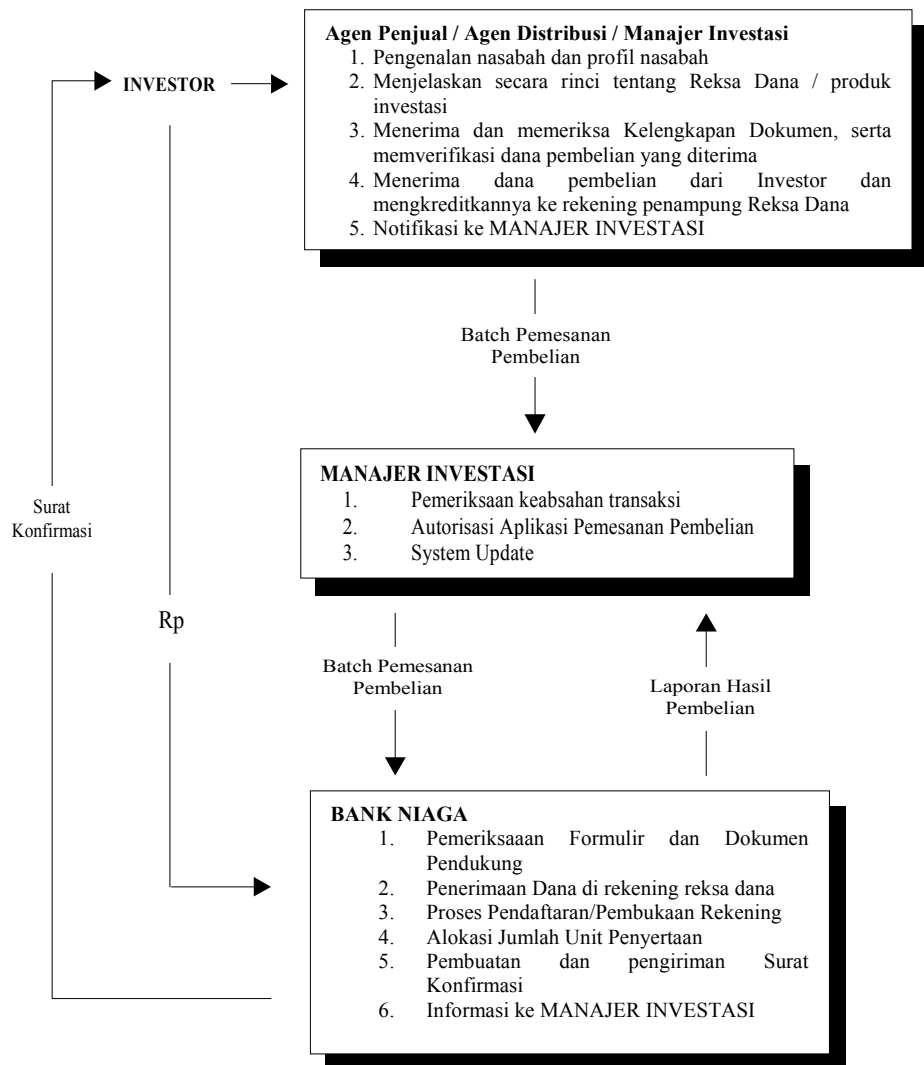 Agen Penjual / Agen Distribusi / Manajer Investasi
1. Pengenalan nasabah dan profil nasabah
2. Menjelaskan secara rinci tentang Reksa Dana / produk
investasi
3. Menerima dan memeriksa Kelengkapan Dokumen, serta
memverifikasi dana pembelian yang diterima
4. Menerima dana pembelian dari Investor dan
mengkreditkannya ke rekening penampung Reksa Dana
5. Notifikasi ke MANAJER INVESTASI
INVESTOR
Batch Pemesanan
Pembelian
MANAJER INVESTASI
1. Pemeriksaan keabsahan transaksi
2. Autorisasi Aplikasi Pemesanan Pembelian
3. System Update
Surat
Konfirmasi
Rp
Batch Pemesanan
Pembelian
Laporan Hasil
Pembelian
BANK NIAGA
1. Pemeriksaaan Formulir dan Dokumen
Pendukung
2. Penerimaan Dana di rekening reksa dana
3. Proses Pendaftaran/Pembukaan Rekening
4. Alokasi Jumlah Unit Penyertaan
5. Pembuatan dan pengiriman Surat
Konfirmasi
6. Informasi ke MANAJER INVESTASI